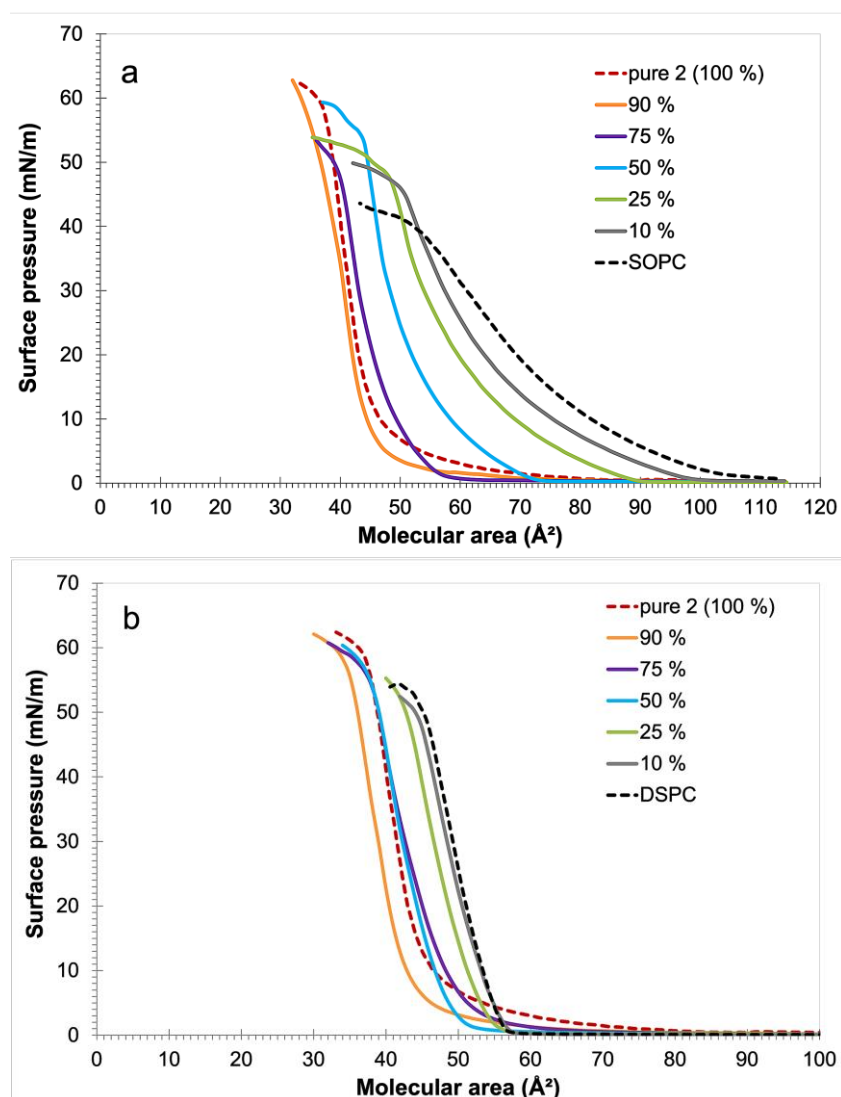 a
pure 2 (100 %)
90 %
75 %
50 %
25 %
10 %
SOPC
Surface pressure (mN/m)
70
60
50
40
30
20
10
0
0 10 20 30 40 50 60 70 80 90 100 110 120
Molecular area (Å²)
b
pure 2 (100 %)
90 %
75 %
50 %
25 %
10 %
DSPC
Surface pressure (mN/m)
70
60
50
40
30
20
10
0
0 10 20 30 40 50 60 70 80 90 100
Molecular area (Å²)